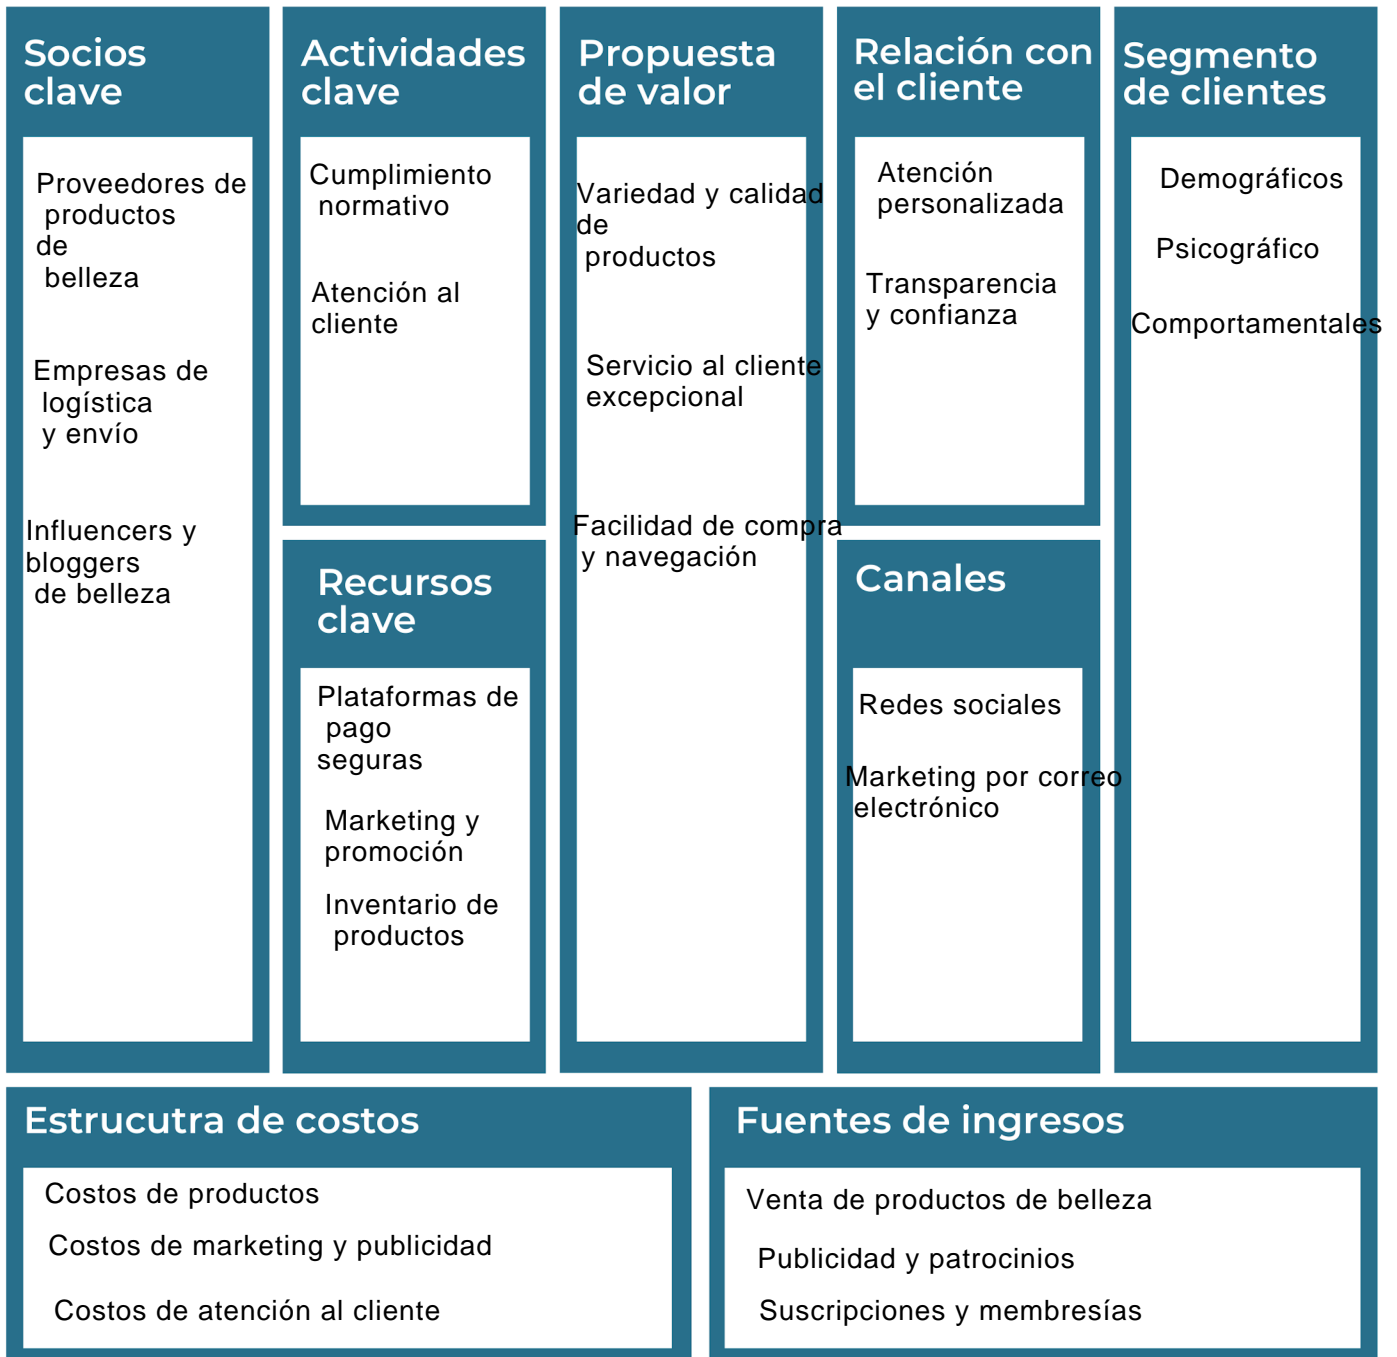 Socios
clave
Proveedores de
productos
de
belleza
Empresas de
logística
y envío
Influencers y
bloggers
de belleza
Actividades
clave
Cumplimiento
normativo
Atención al
cliente
Recursos
clave
Plataformas de
pago
seguras
Marketing y
promoción
Inventario de
productos
Propuesta
de valor
Variedad y calidad
de
productos
Servicio al cliente
excepcional
Facilidad de compra
y navegación
Relación con
el cliente
Atención
personalizada
Transparencia
y confianza
Canales
Redes sociales
Marketing por correo
electrónico
Segmento
de clientes
Demográficos
Psicográfico
Comportamentales
Estrucutra de costos
Costos de productos
Costos de marketing y publicidad
Costos de atención al cliente
Fuentes de ingresos
Venta de productos de belleza
Publicidad y patrocinios
Suscripciones y membresías